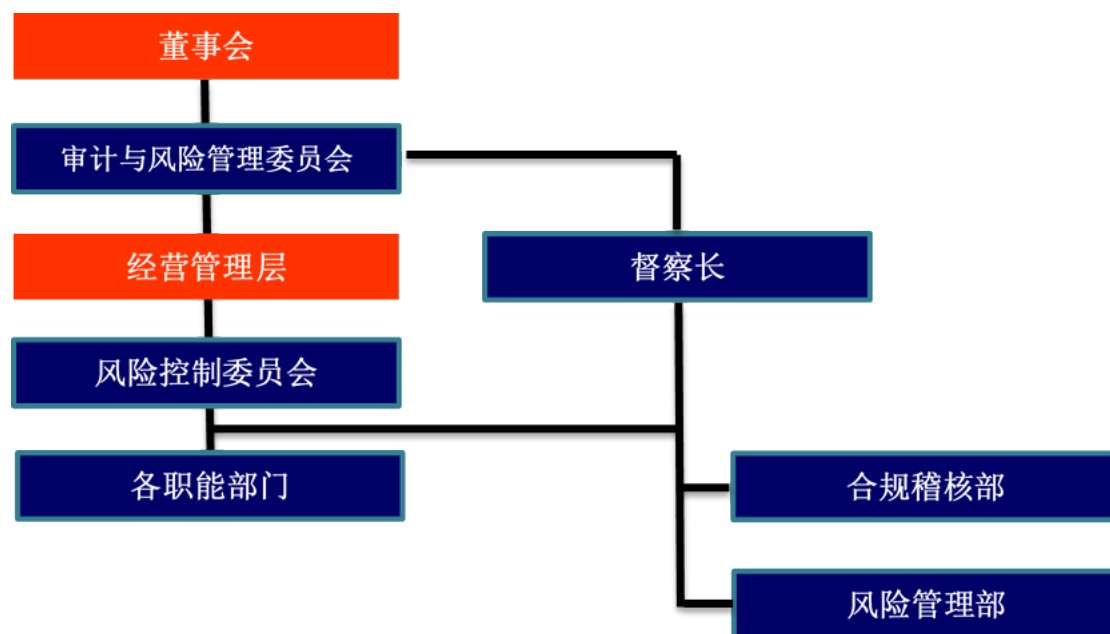 董事会
审计与风险管理委员会
经营管理层
督察长
风险控制委员会
各职能部门
合规稽核部
风险管理部